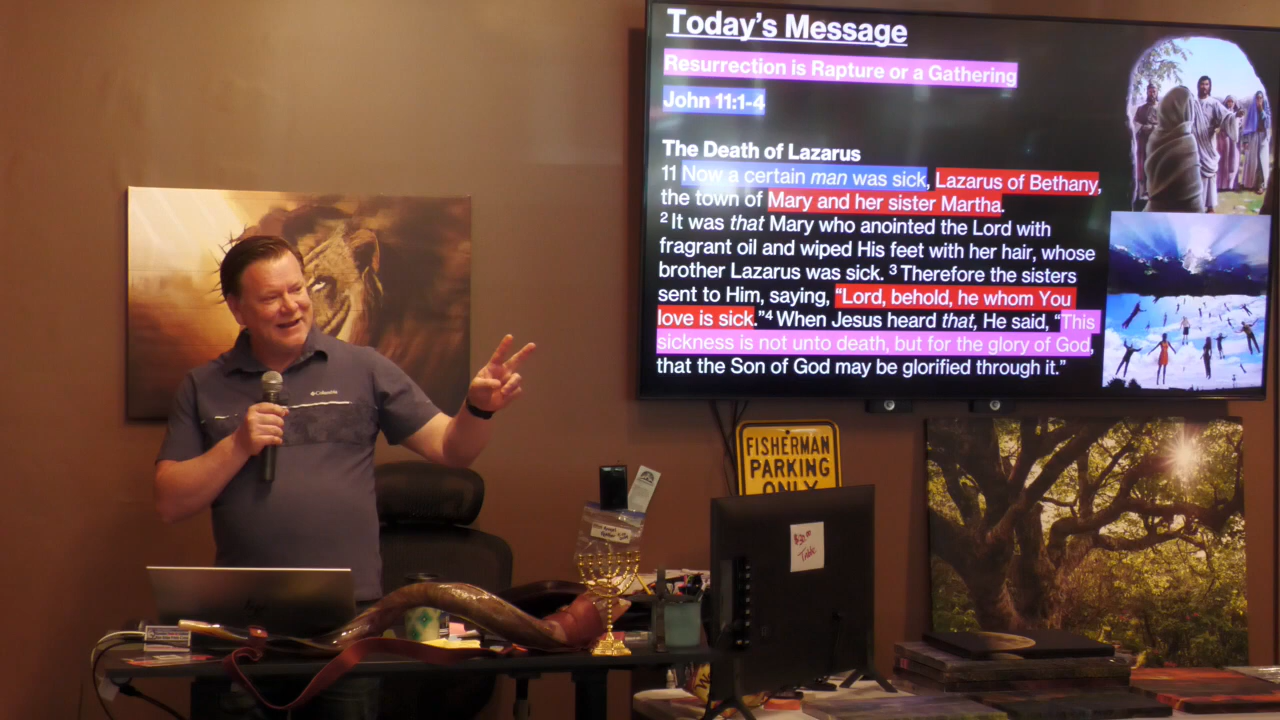 Today's Message
Resurrection is Rapture or a Gathering
John 11:1-4
The Death of Lazarus
11 Now a certain man was sick, Lazarus of Bethany,
the town of Mary and her sister Martha.
2 It was that Mary who anointed the Lord with
fragrant oil and wiped His feet with her hair, whose
brother Lazarus was sick. 3 Therefore the sisters
sent to Him, saying, “Lord, behold, he whom You
love is sick.”4 When Jesus heard that, He said, “This
sickness is not unto death, but for the glory of God,
that the Son of God may be glorified through it.”
Columbia
FISHERMAN
PARKING
ONLY
Table